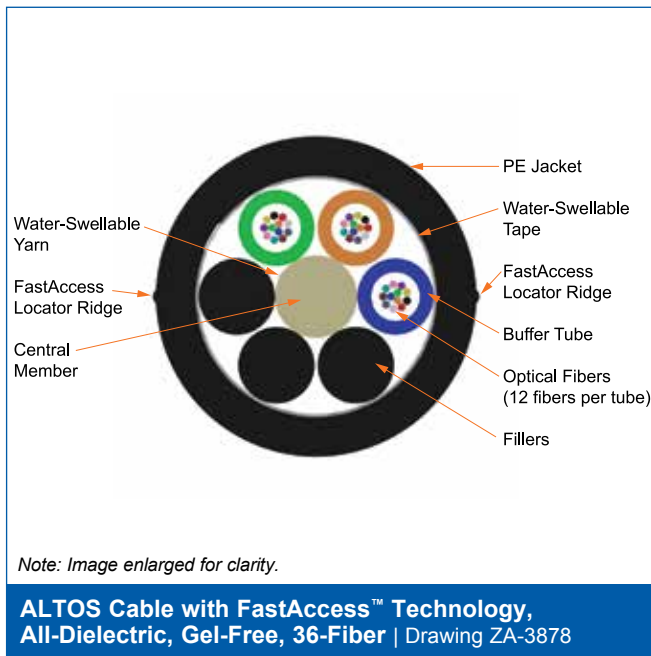 PE Jacket
Water-Swellable
Tape
FastAccess
Locator Ridge
Buffer Tube
Optical Fibers
(12 fibers per tube)
Fillers
Water-Swellable
Yarn
FastAccess
Locator Ridge
Central
Member
Note: Image enlarged for clarity.
ALTOS Cable with FastAccess™ Technology,
All-Dielectric, Gel-Free, 36-Fiber | Drawing ZA-3878